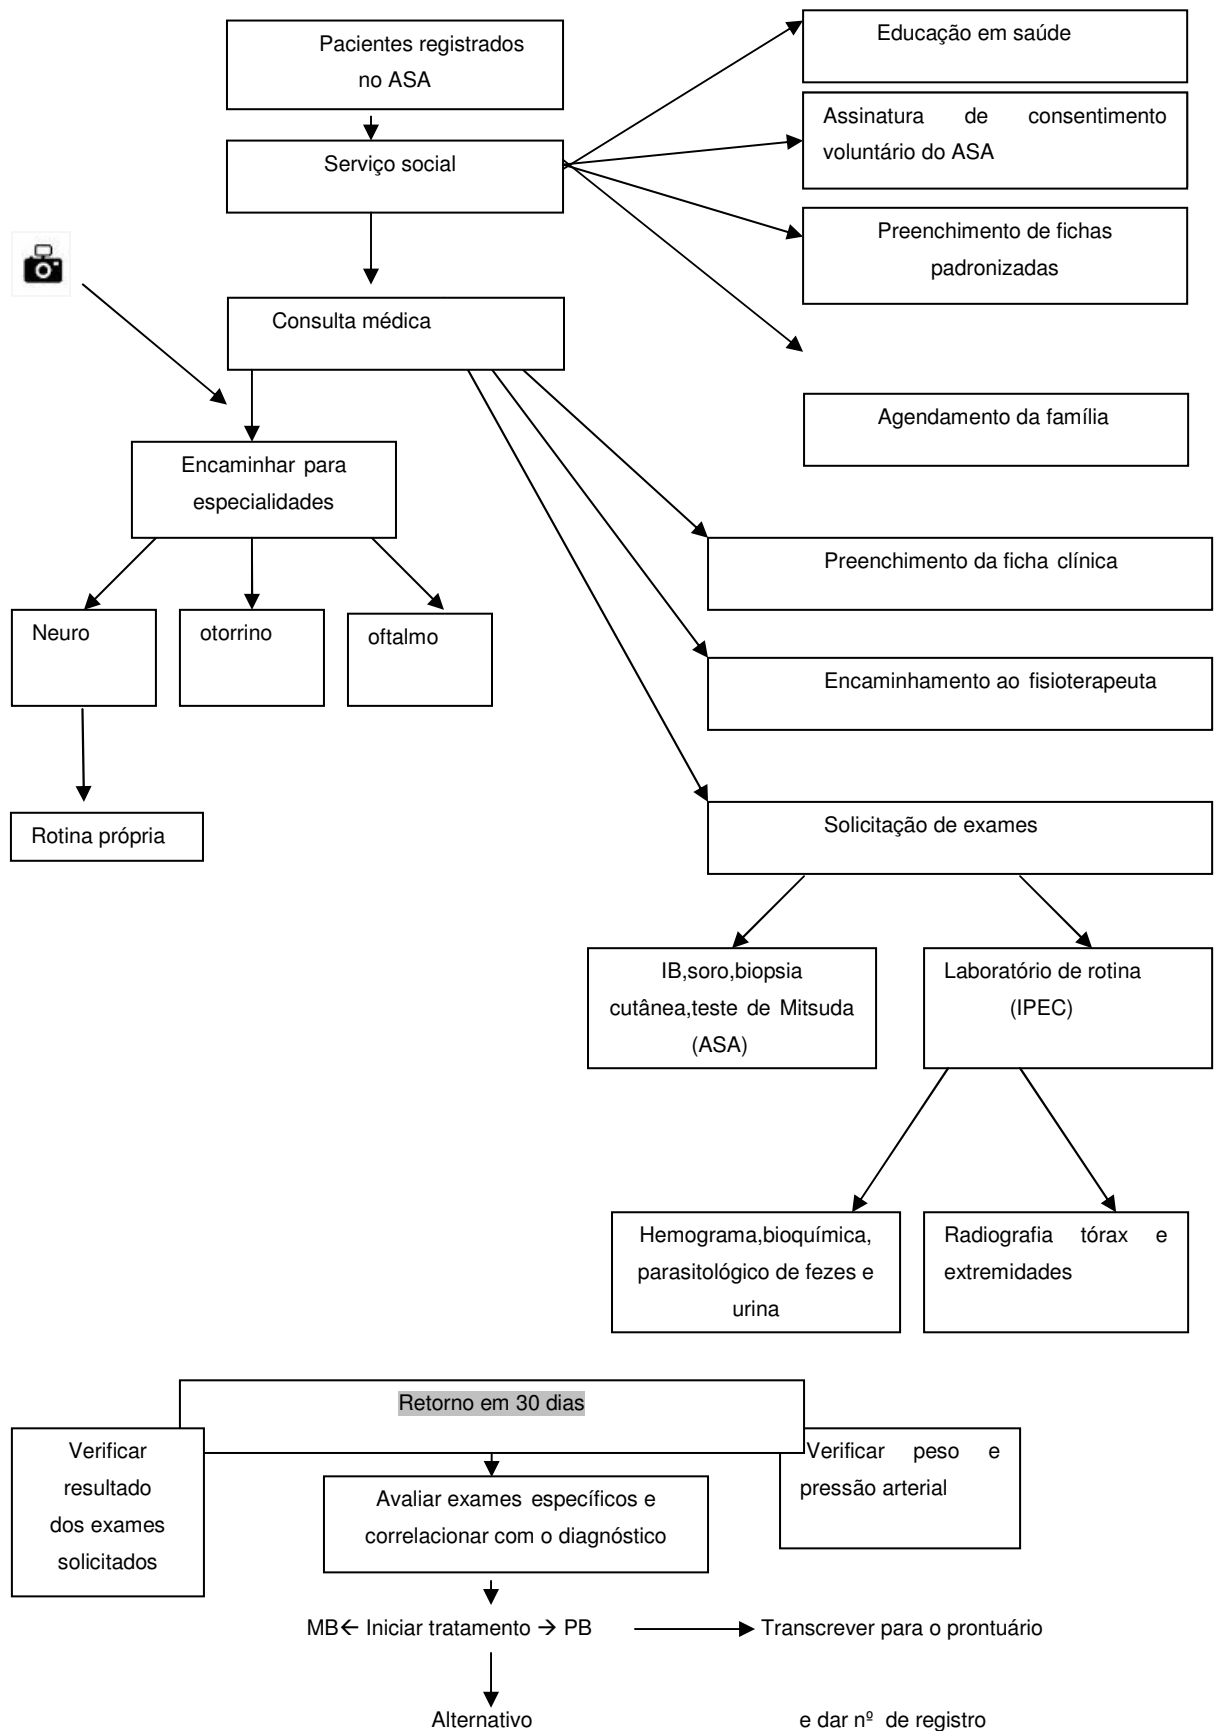 Pacientes registrados
no ASA
Educação em saúde
Assinatura de consentimento
voluntário do ASA
Serviço social
Preenchimento de fichas
padronizadas
Consulta médica
Agendamento da família
Encaminhar para
especialidades
Preenchimento da ficha clínica
Neuro
otorrino
oftalmo
Encaminhamento ao fisioterapeuta
Rotina própria
Solicitação de exames
IB,soro,biopsia
cutânea,teste de Mitsuda
(ASA)
Laboratório de rotina
(IPEC)
Hemograma,bioquímica,
parasitológico de fezes e
urina
Radiografia tórax e
extremidades
Retorno em 30 dias
Verificar
resultado
dos exames
solicitados
Avaliar exames específicos e
correlacionar com o diagnóstico
Verificar peso e
pressão arterial
MB← Iniciar tratamento → PB
Transcrever para o prontuário
Alternativo
e dar nº de registro